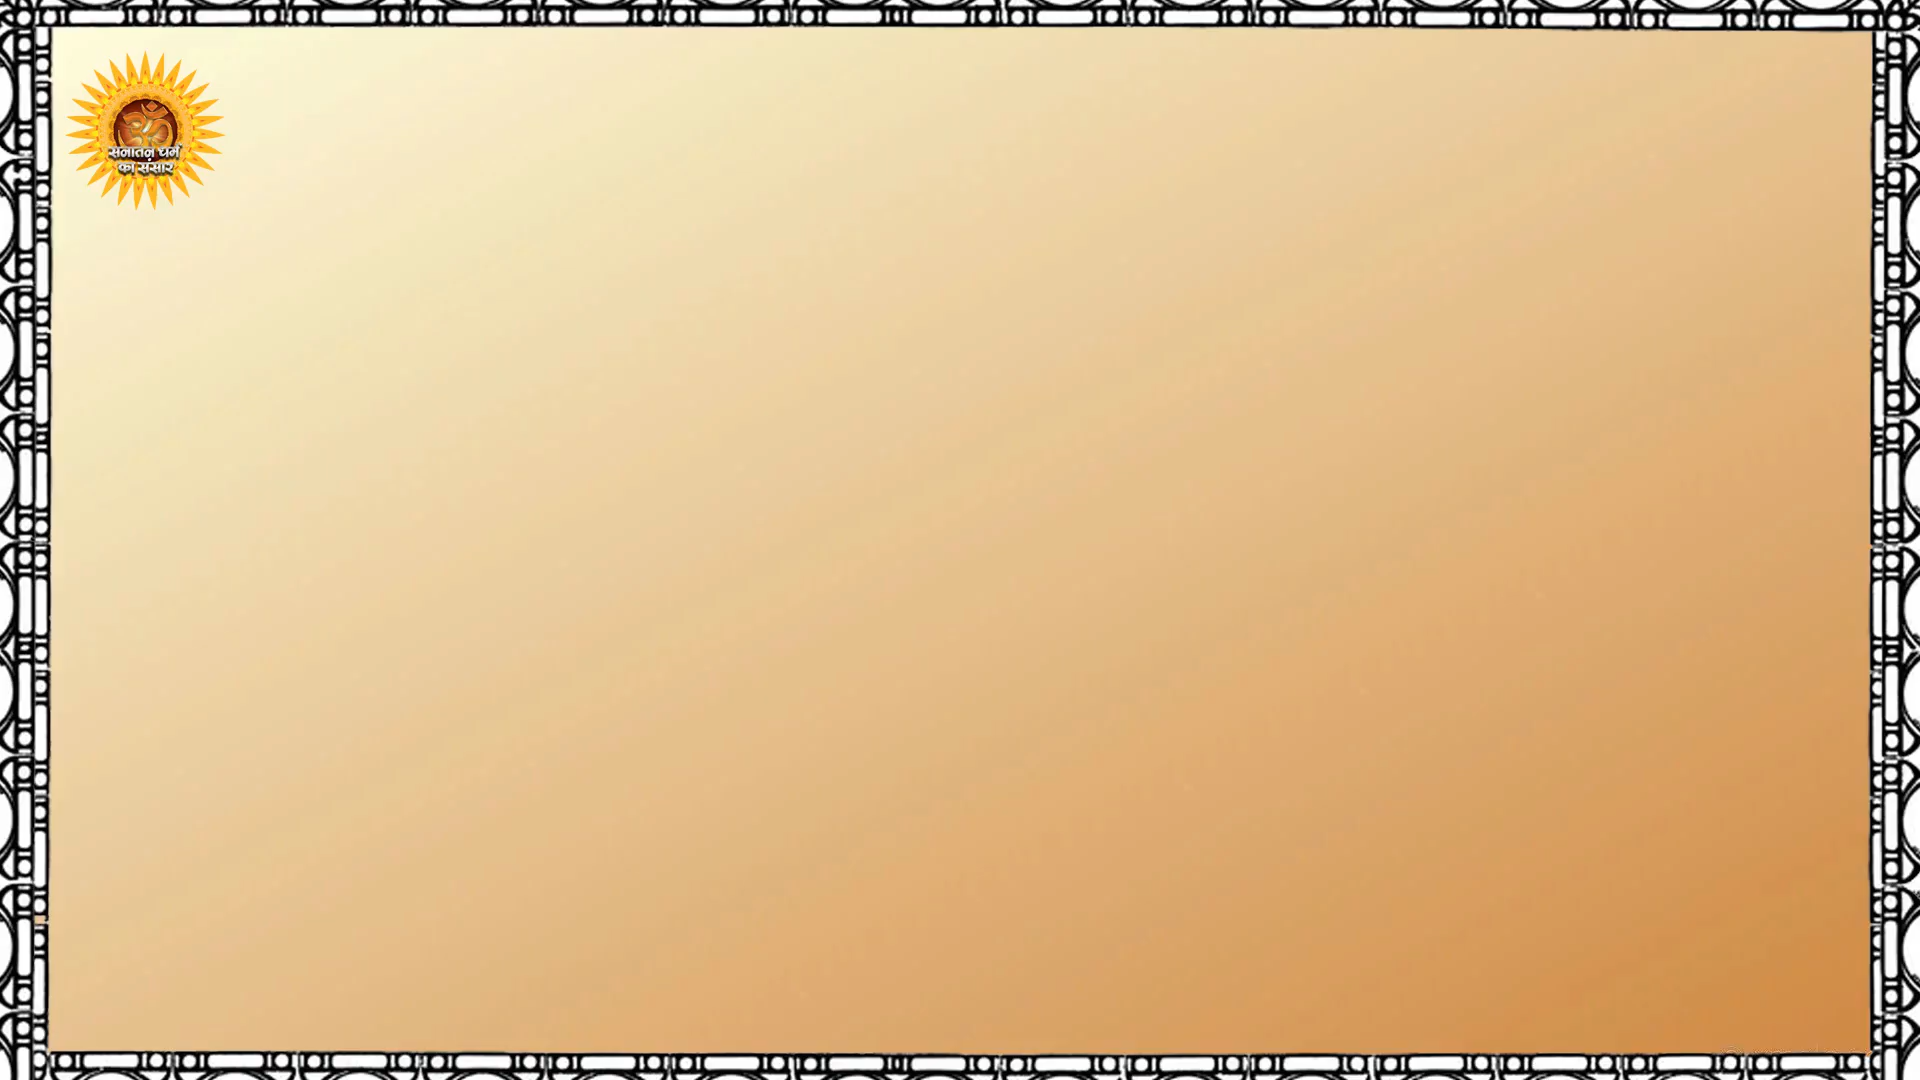 सनातन धर्म
का संसार